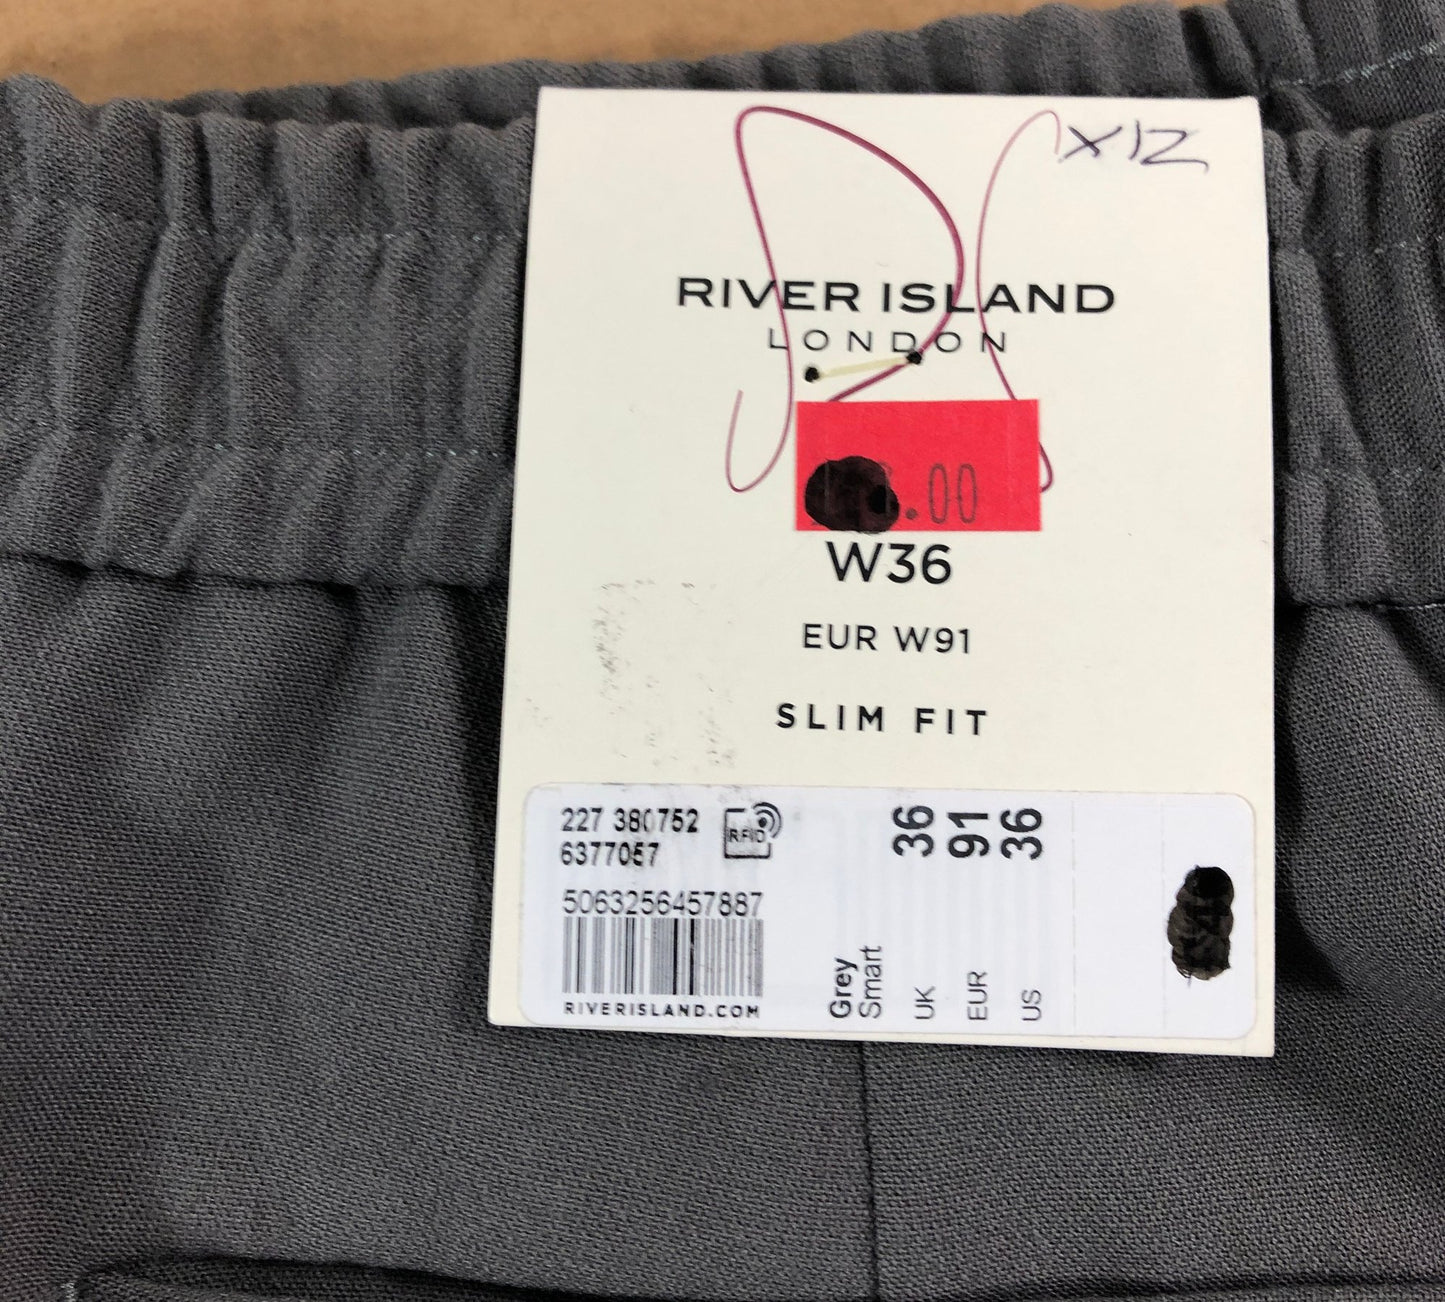 X12
RIVER ISLAND
LONDON
.00
W36
EUR W91
SLIM FIT
227 380752
6377057
RFID
5063256457887
RIVERISLAND.COM
Grey
Smart
36
UK
91
EUR
36
US